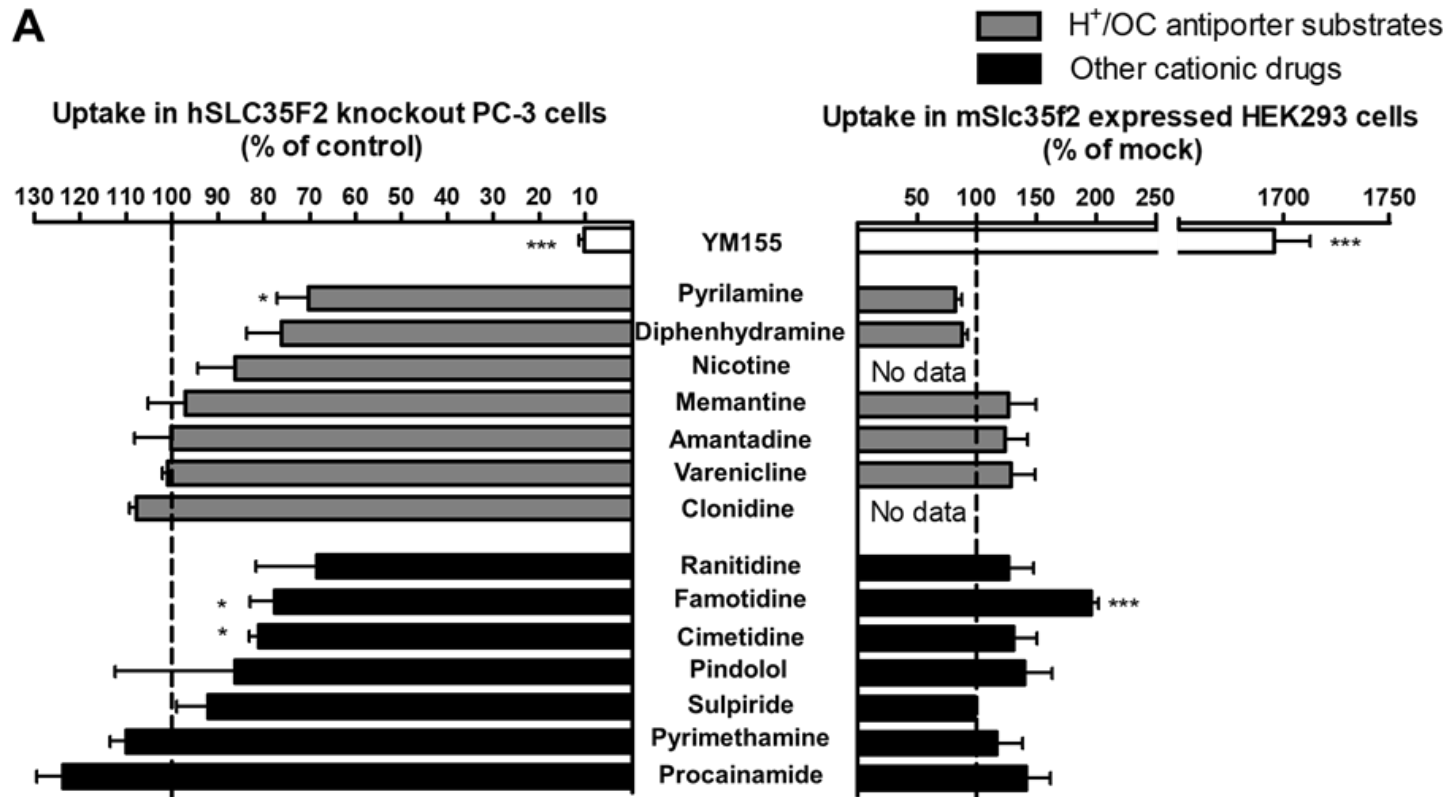 A
H⁺/OC antiporter substrates
Other cationic drugs
Uptake in hSLC35F2 knockout PC-3 cells
(% of control)
Uptake in mSlc35f2 expressed HEK293 cells
(% of mock)
130 120 110 100 90 80 70 60 50 40 30 20 10
50 100 150 200 250 1700 1750
*** YM155 ***
* Pyrilamine
Diphenhydramine
Nicotine No data
Memantine
Amantadine
Varenicline
Clonidine No data
Ranitidine
* Famotidine ***
* Cimetidine
Pindolol
Sulpiride
Pyrimethamine
Procainamide